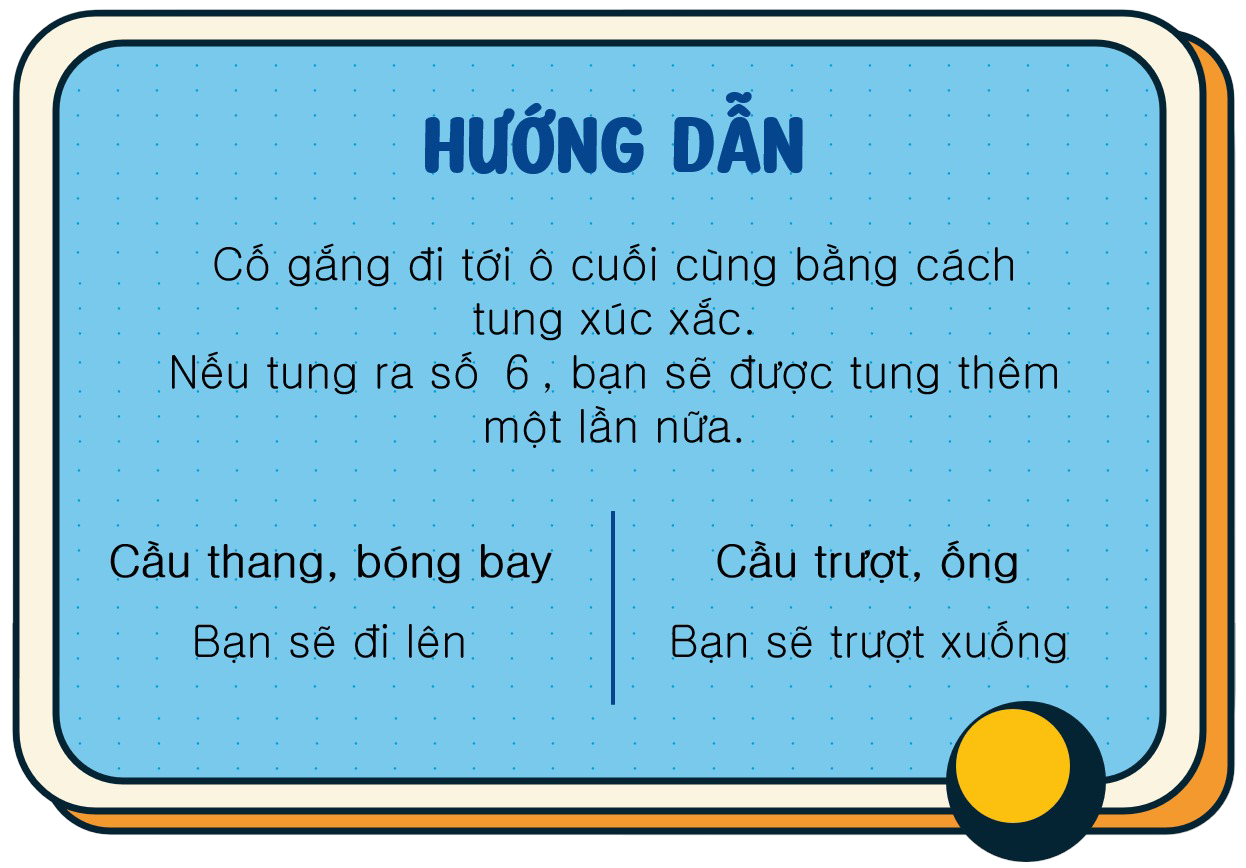 HƯỚNG DẪN
Cố gắng đi tới ô cuối cùng bằng cách
tung xúc xắc.
Nếu tung ra số 6 , bạn sẽ được tung thêm
một lần nữa.
Cầu thang, bóng bay
Bạn sẽ đi lên
Cầu trượt, ống
Bạn sẽ trượt xuống